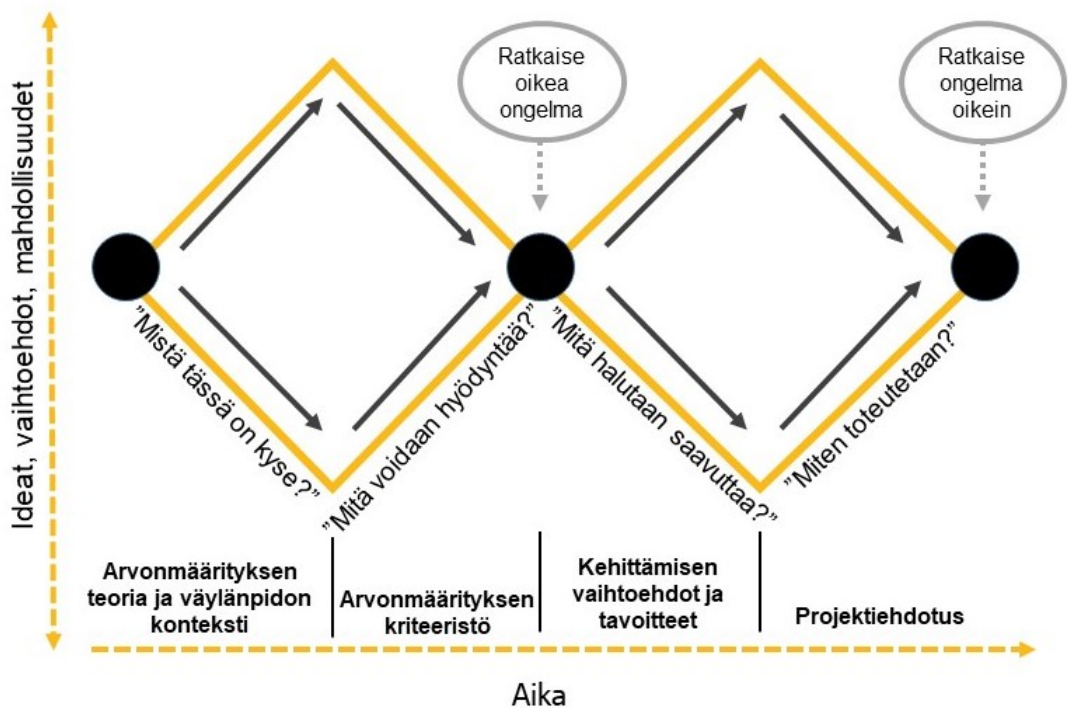 Ideat, vaihtoehdot, mahdollisuudet
Ratkaise
oikea
ongelma
Ratkaise
ongelma
oikein
”Mistä tässä on kyse?”
”Mitä voidaan hyödyntää?”
”Mitä halutaan saavuttaa?”
”Miten toteutetaan?”
Arvonmäärityksen
teoria ja väylänpidon
konteksti
Arvonmäärityksen
kriteeristö
Kehittämisen
vaihtoehdot ja
tavoitteet
Projektiehdotus
Aika